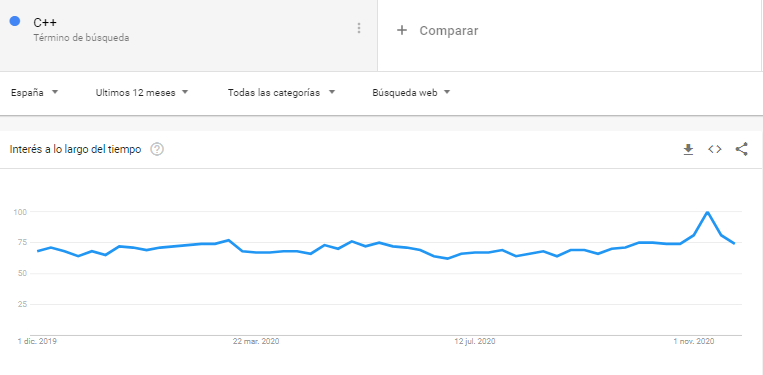 C++
Término de búsqueda
+ Comparar
España
Ultimos 12 meses
Todas las categorías
Búsqueda web
Interés a lo largo del tiempo ?
100
75
50
25
1 dic. 2019
22 mar. 2020
12 jul. 2020
1 nov. 2020